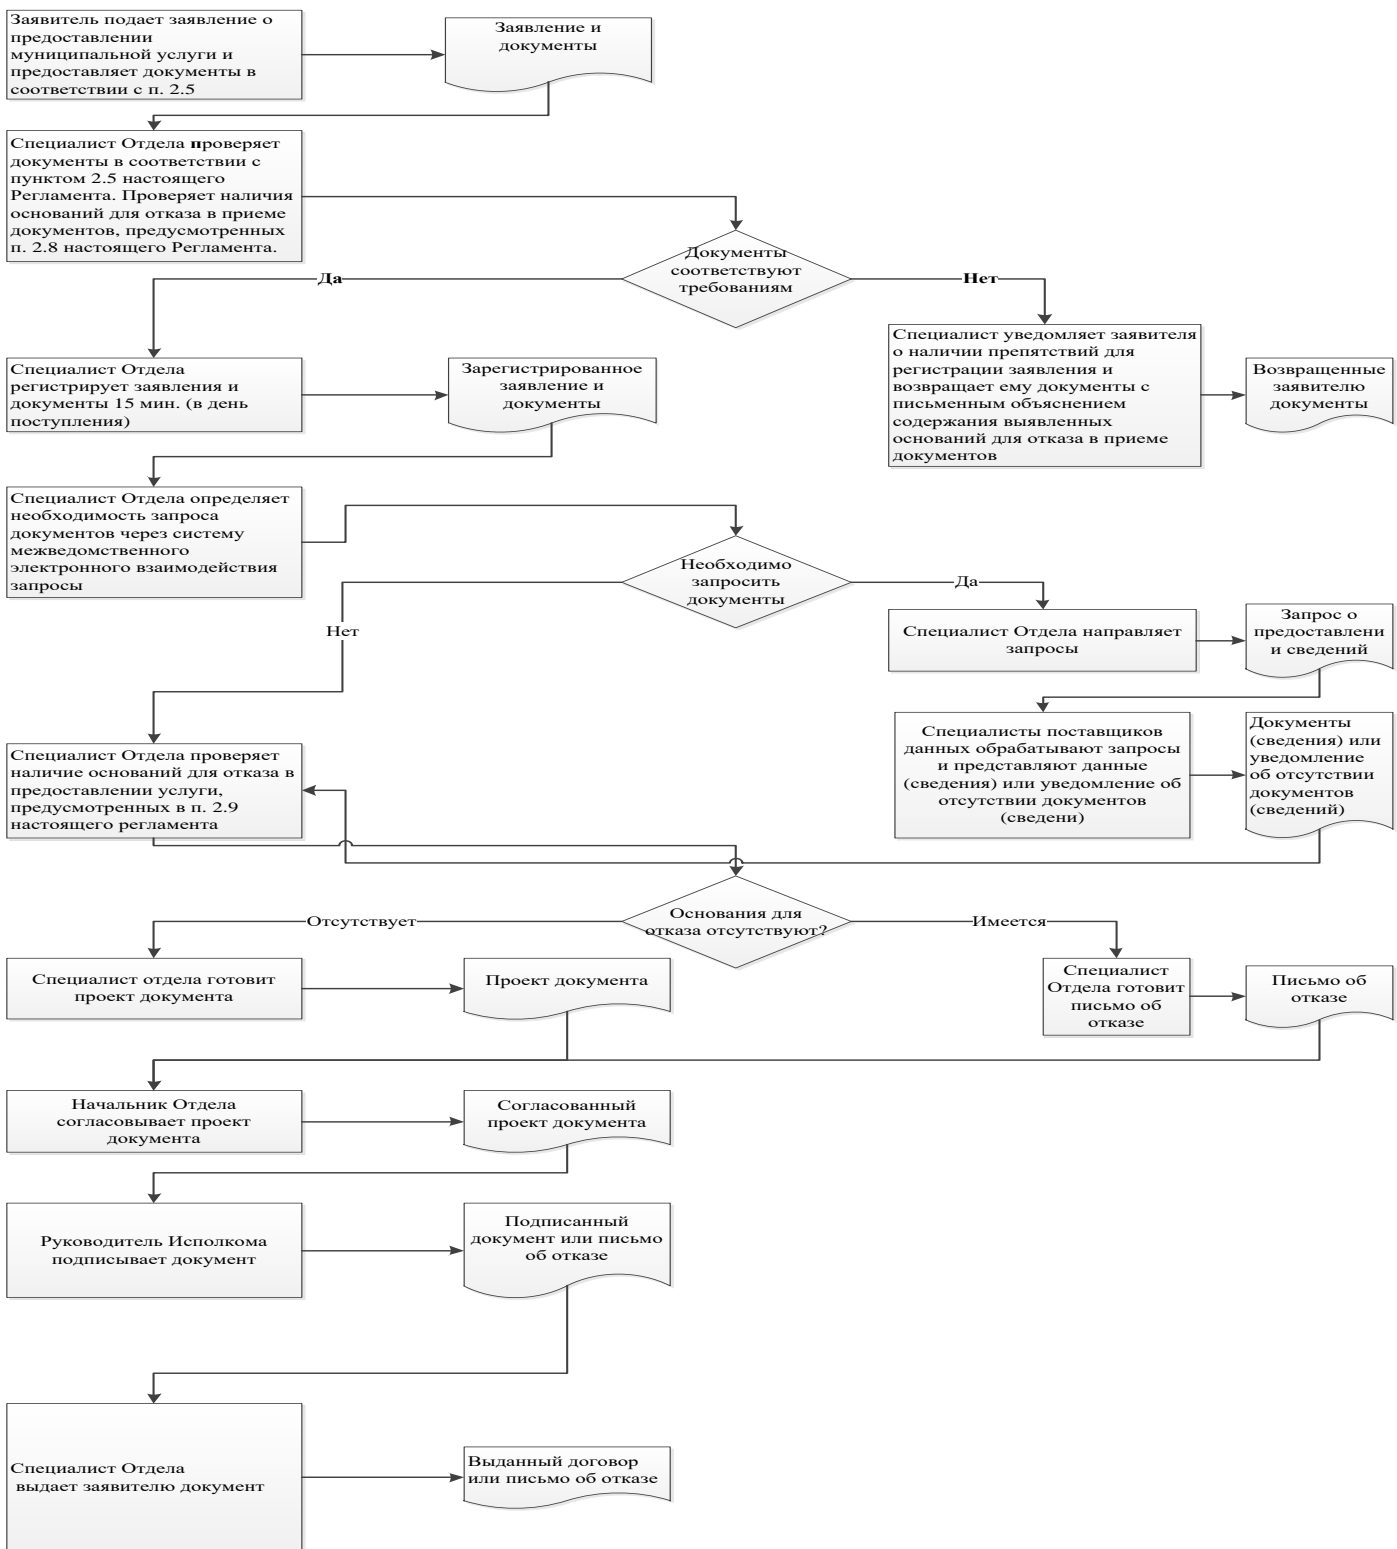 Заявитель подает заявление о
предоставлении
муниципальной услуги и
предоставляет документы в
соответствии с п. 2.5
Заявление и
документы
Специалист Отдела проверяет
документы в соответствии с
пунктом 2.5 настоящего
Регламента. Проверяет наличия
оснований для отказа в приеме
документов, предусмотренных
п. 2.8 настоящего Регламента.
Документы
соответствуют
требованиям
Да
Нет
Специалист Отдела
регистрирует заявления и
документы 15 мин. (в день
поступления)
Зарегистрированное
заявление и
документы
Специалист уведомляет заявителя
о наличии препятствий для
регистрации заявления и
возвращает ему документы с
письменным объяснением
содержания выявленных
оснований для отказа в приеме
документов
Возвращенные
заявителю
документы
Специалист Отдела определяет
необходимость запроса
документов через систему
межведомственного
электронного взаимодействия
запросы
Необходимо
запросить
документы
Да
Нет
Специалист Отдела направляет
запросы
Запрос о
предоставлени
и сведений
Специалисты поставщиков
данных обрабатывают запросы
и представляют данные
(сведения) или уведомление об
отсутствии документов
(сведени)
Документы
(сведения) или
уведомление
об отсутствии
документов
(сведений)
Специалист Отдела проверяет
наличие оснований для отказа в
предоставлении услуги,
предусмотренных в п. 2.9
настоящего регламента
Основания для
отказа отсутствуют?
Отсутствует
Имеется
Специалист отдела готовит
проект документа
Проект документа
Специалист
Отдела готовит
письмо об
отказе
Письмо об
отказе
Начальник Отдела
согласовывает проект
документа
Согласованный
проект документа
Руководитель Исполкома
подписывает документ
Подписанный
документ или письмо
об отказе
Специалист Отдела
выдает заявителю документ
Выданный договор
или письмо об отказе